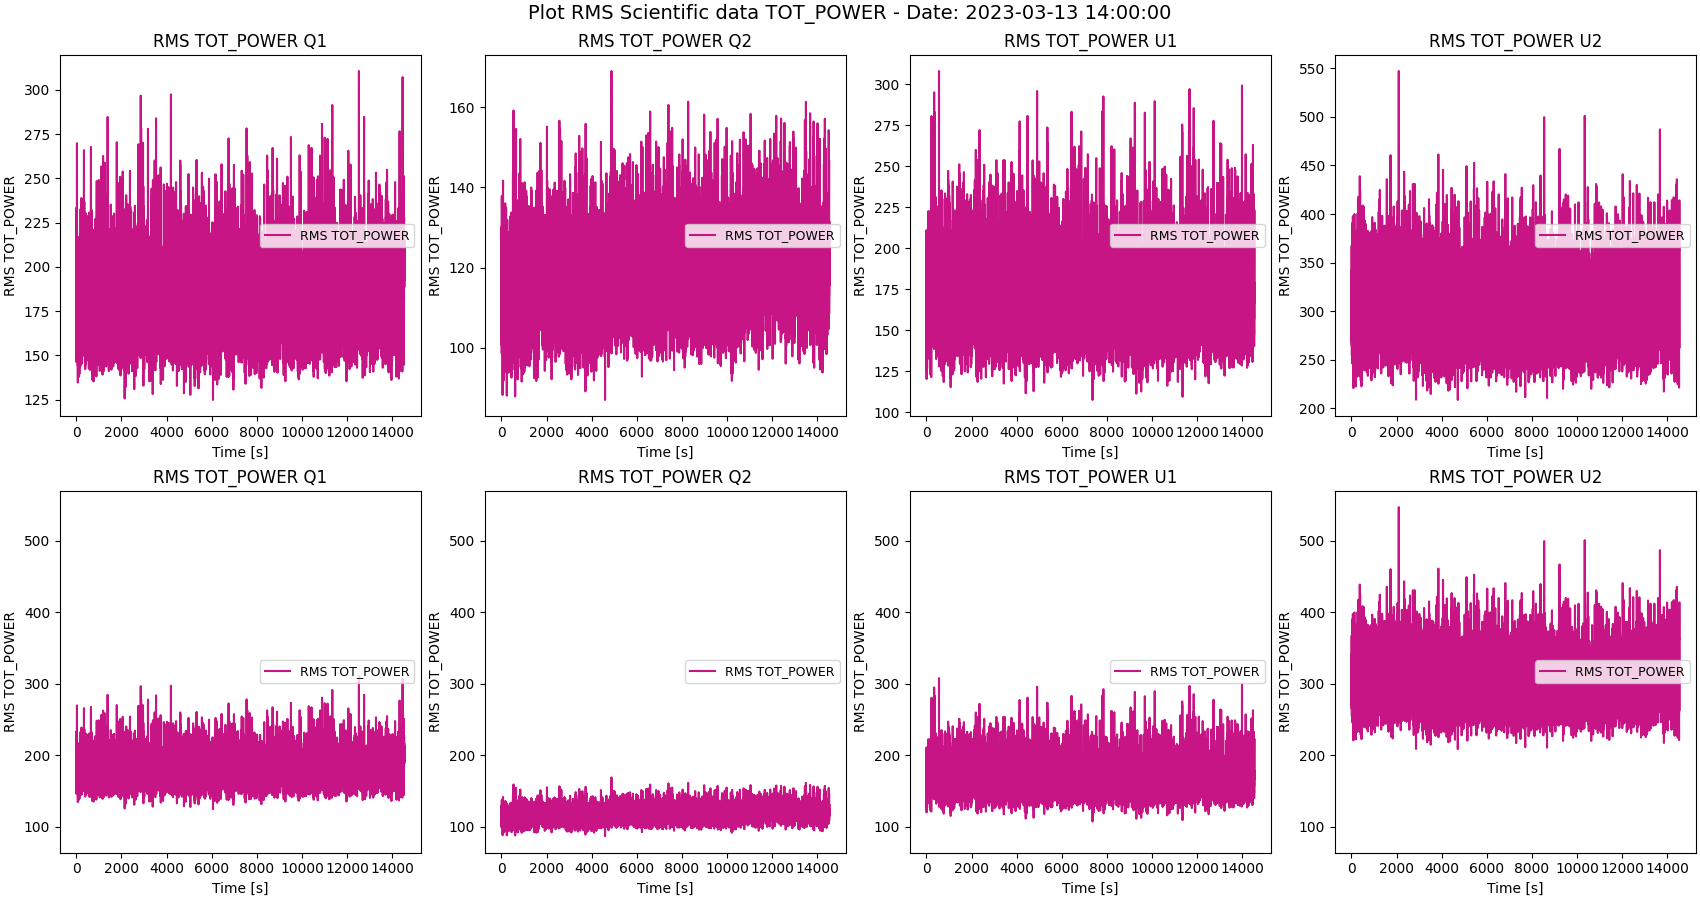 Plot RMS Scientific data TOT_POWER - Date: 2023-03-13 14:00:00
RMS TOT_POWER Q1
RMS TOT_POWER
300
275
250
225
200
175
150
125
RMS TOT_POWER
0 2000 4000 6000 8000 10000 12000 14000
Time [s]
RMS TOT_POWER Q2
RMS TOT_POWER
160
140
120
100
RMS TOT_POWER
0 2000 4000 6000 8000 10000 12000 14000
Time [s]
RMS TOT_POWER U1
RMS TOT_POWER
300
275
250
225
200
175
150
125
100
RMS TOT_POWER
0 2000 4000 6000 8000 10000 12000 14000
Time [s]
RMS TOT_POWER U2
RMS TOT_POWER
550
500
450
400
350
300
250
200
RMS TOT_POWER
0 2000 4000 6000 8000 10000 12000 14000
Time [s]
RMS TOT_POWER Q1
RMS TOT_POWER
500
400
300
200
100
RMS TOT_POWER
0 2000 4000 6000 8000 10000 12000 14000
Time [s]
RMS TOT_POWER Q2
RMS TOT_POWER
500
400
300
200
100
RMS TOT_POWER
0 2000 4000 6000 8000 10000 12000 14000
Time [s]
RMS TOT_POWER U1
RMS TOT_POWER
500
400
300
200
100
RMS TOT_POWER
0 2000 4000 6000 8000 10000 12000 14000
Time [s]
RMS TOT_POWER U2
RMS TOT_POWER
500
400
300
200
100
RMS TOT_POWER
0 2000 4000 6000 8000 10000 12000 14000
Time [s]